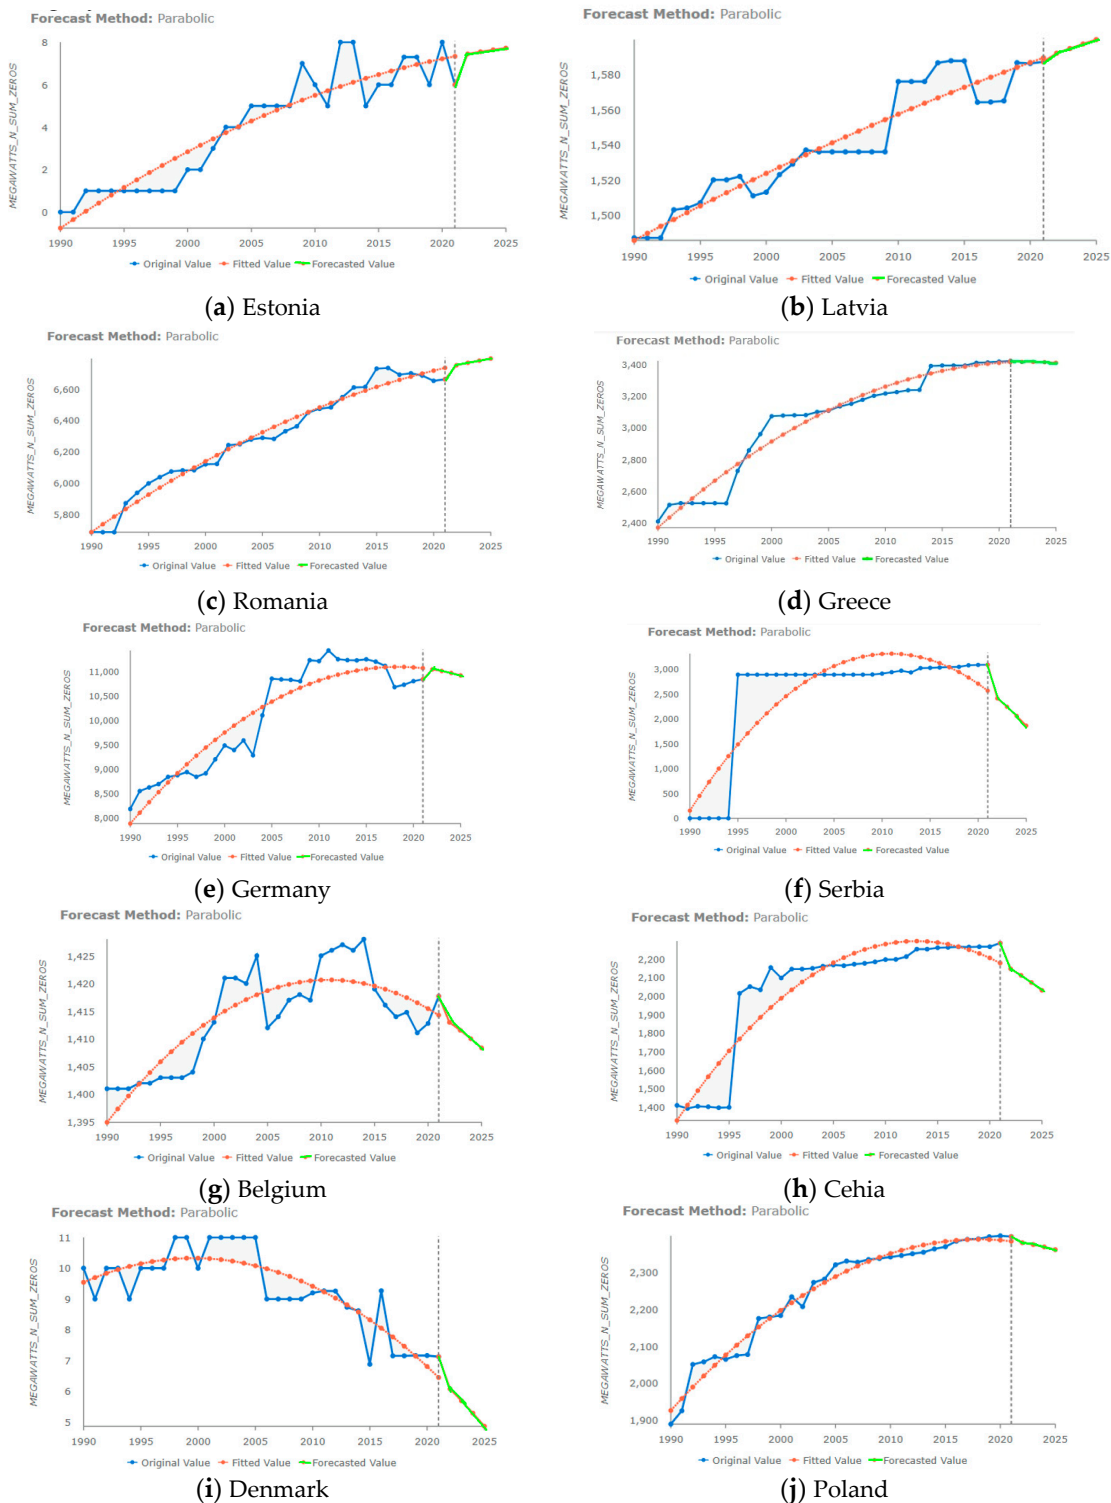 Forecast Method: Parabolic
MEGAWATTS_N_SUM_ZEROS
8
6
4
2
0
1990 1995 2000 2005 2010 2015 2020 2025
Original Value Fitted Value Forecasted Value
(a) Estonia
Forecast Method: Parabolic
MEGAWATTS_N_SUM_ZEROS
1,580
1,560
1,540
1,520
1,500
1990 1995 2000 2005 2010 2015 2020 2025
Original Value Fitted Value Forecasted Value
(b) Latvia
Forecast Method: Parabolic
MEGAWATTS_N_SUM_ZEROS
6,600
6,400
6,200
6,000
5,800
1990 1995 2000 2005 2010 2015 2020 2025
Original Value Fitted Value Forecasted Value
(c) Romania
Forecast Method: Parabolic
MEGAWATTS_N_SUM_ZEROS
3,400
3,200
3,000
2,800
2,600
2,400
1990 1995 2000 2005 2010 2015 2020 2025
Original Value Fitted Value Forecasted Value
(d) Greece
Forecast Method: Parabolic
MEGAWATTS_N_SUM_ZEROS
11,000
10,500
10,000
9,500
9,000
8,500
8,000
1990 1995 2000 2005 2010 2015 2020 2025
Original Value Fitted Value Forecasted Value
(e) Germany
Forecast Method: Parabolic
MEGAWATTS_N_SUM_ZEROS
3,000
2,500
2,000
1,500
1,000
500
0
1990 1995 2000 2005 2010 2015 2020 2025
Original Value Fitted Value Forecasted Value
(f) Serbia
Forecast Method: Parabolic
MEGAWATTS_N_SUM_ZEROS
1,425
1,420
1,415
1,410
1,405
1,400
1,395
1990 1995 2000 2005 2010 2015 2020 2025
Original Value Fitted Value Forecasted Value
(g) Belgium
Forecast Method: Parabolic
MEGAWATTS_N_SUM_ZEROS
2,200
2,100
2,000
1,900
1,800
1,700
1,600
1,500
1,400
1990 1995 2000 2005 2010 2015 2020 2025
Original Value Fitted Value Forecasted Value
(h) Cehia
Forecast Method: Parabolic
MEGAWATTS_N_SUM_ZEROS
11
10
9
8
7
6
5
1990 1995 2000 2005 2010 2015 2020 2025
Original Value Fitted Value Forecasted Value
(i) Denmark
Forecast Method: Parabolic
MEGAWATTS_N_SUM_ZEROS
2,300
2,200
2,100
2,000
1,900
1990 1995 2000 2005 2010 2015 2020 2025
Original Value Fitted Value Forecasted Value
(j) Poland